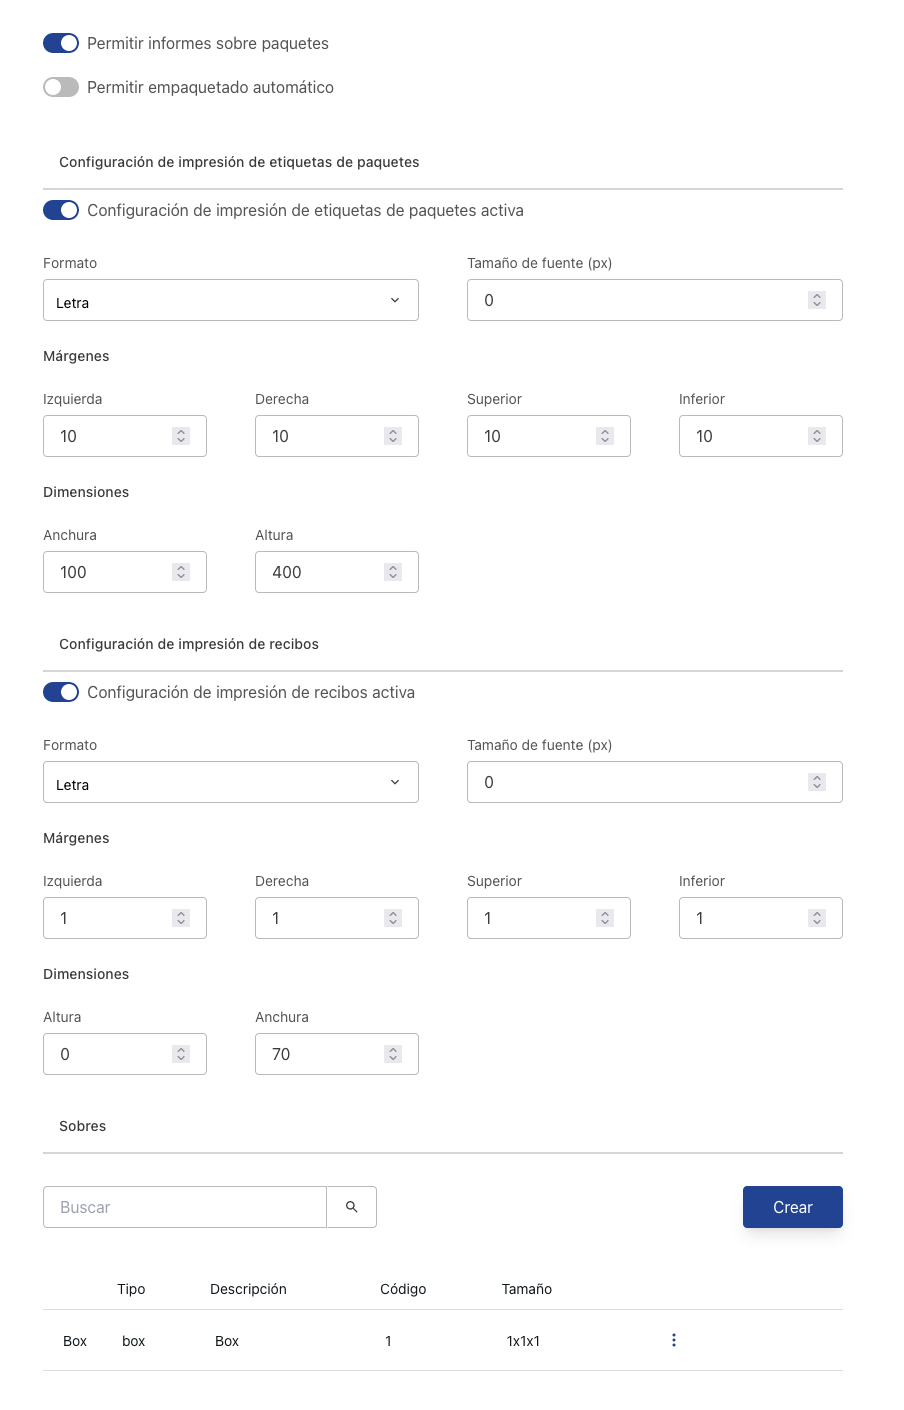 Permitir informes sobre paquetes
Permitir empaquetado automático
Configuración de impresión de etiquetas de paquetes
Configuración de impresión de etiquetas de paquetes activa
Formato Tamaño de fuente (px)
Letra 0
Márgenes
Izquierda Derecha Superior Inferior
10 10 10 10
Dimensiones
Anchura Altura
100 400
Configuración de impresión de recibos
Configuración de impresión de recibos activa
Formato Tamaño de fuente (px)
Letra 0
Márgenes
Izquierda Derecha Superior Inferior
1 1 1 1
Dimensiones
Altura Anchura
0 70
Sobres
Buscar Crear
Tipo Descripción Código Tamaño
Box box Box 1 1x1x1